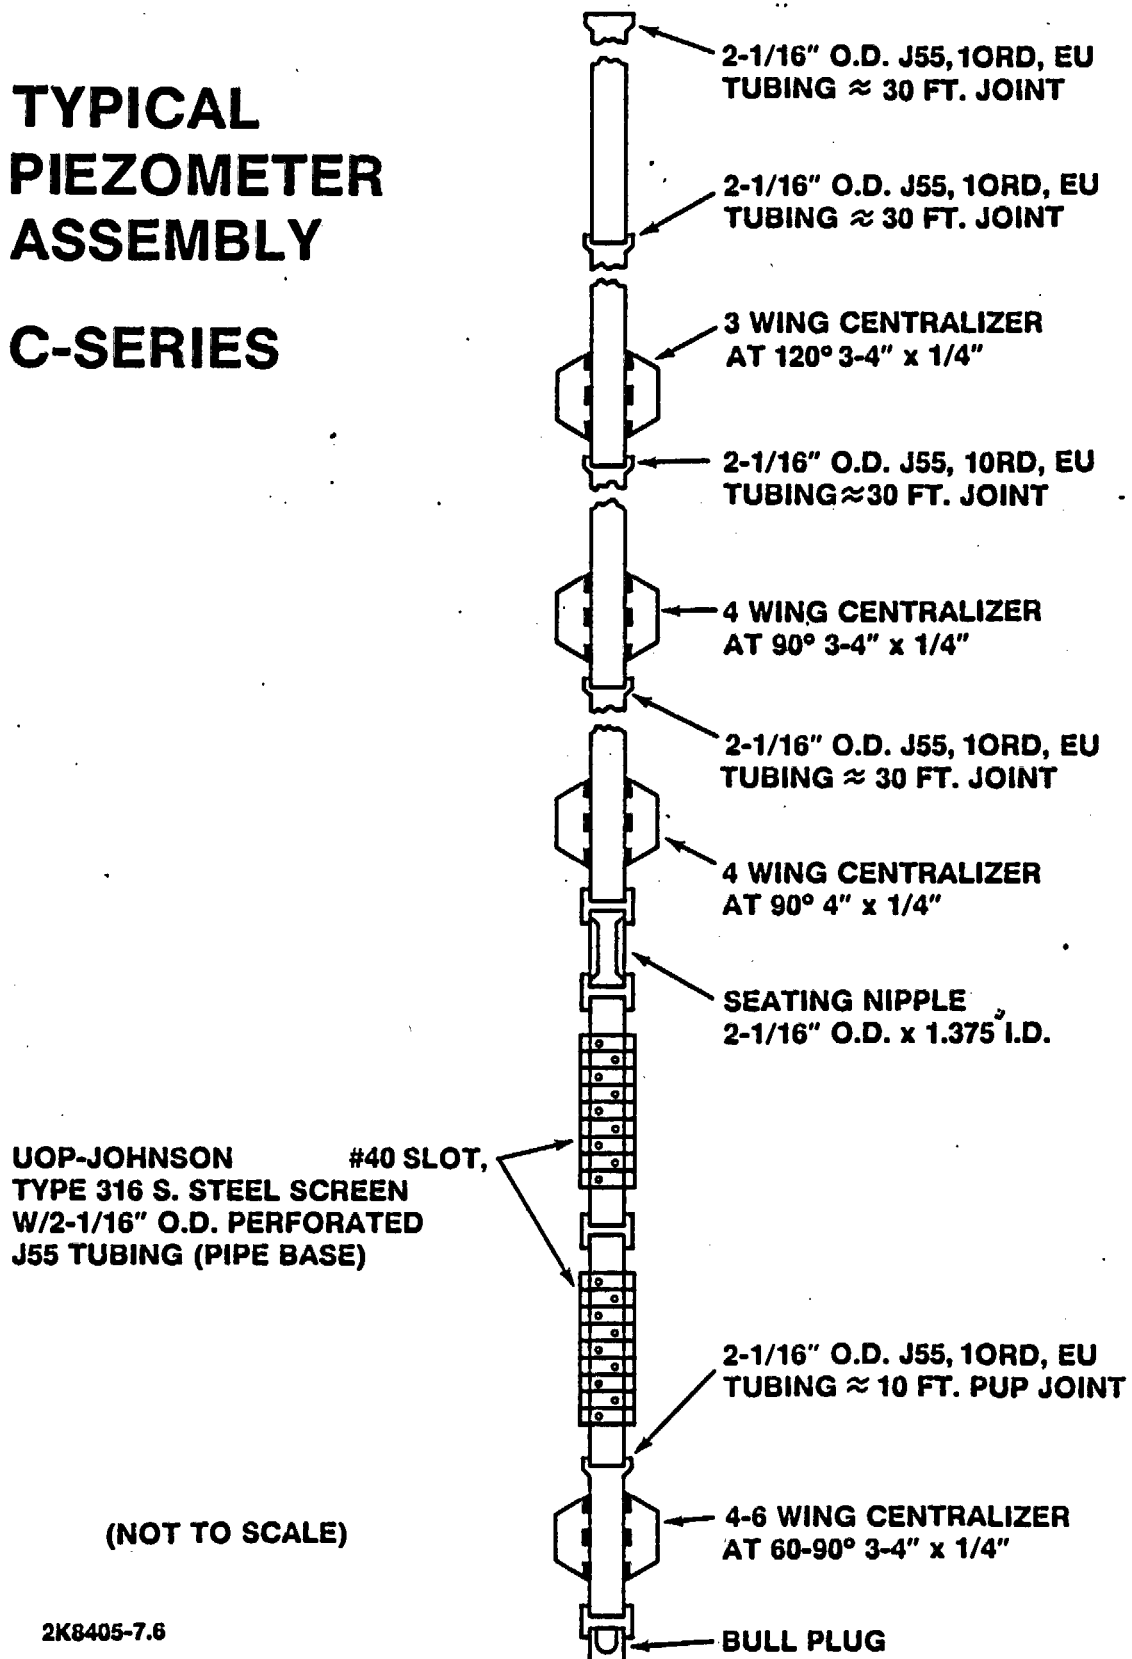 TYPICAL
PIEZOMETER
ASSEMBLY
C-SERIES
2-1/16" O.D. J55, 10RD, EU
TUBING ≈ 30 FT. JOINT
2-1/16" O.D. J55, 10RD, EU
TUBING ≈ 30 FT. JOINT
3 WING CENTRALIZER
AT 120° 3-4" x 1/4"
2-1/16" O.D. J55, 10RD, EU
TUBING ≈ 30 FT. JOINT
4 WING CENTRALIZER
AT 90° 3-4" x 1/4"
2-1/16" O.D. J55, 10RD, EU
TUBING ≈ 30 FT. JOINT
4 WING CENTRALIZER
AT 90° 4" x 1/4"
SEATING NIPPLE
2-1/16" O.D. x 1.375" I.D.
UOP-JOHNSON #40 SLOT,
TYPE 316 S. STEEL SCREEN
W/2-1/16" O.D. PERFORATED
J55 TUBING (PIPE BASE)
2-1/16" O.D. J55, 10RD, EU
TUBING ≈ 10 FT. PUP JOINT
4-6 WING CENTRALIZER
AT 60-90° 3-4" x 1/4"
(NOT TO SCALE)
2K8405-7.6
BULL PLUG